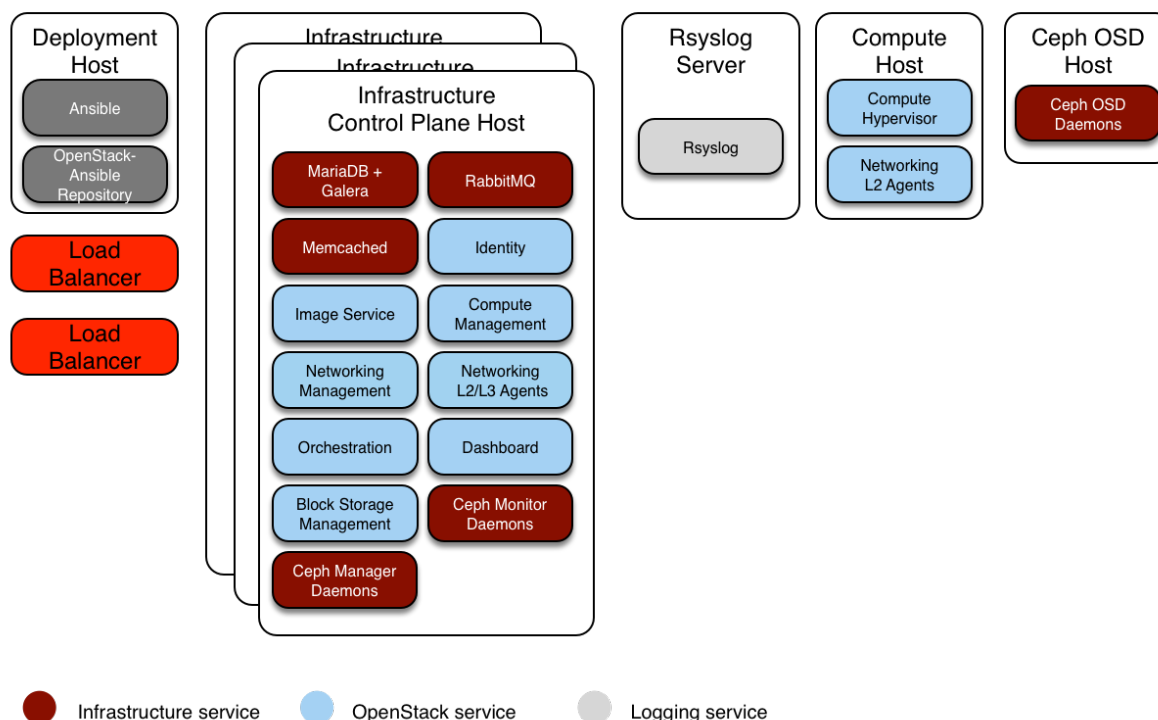 Deployment
Host
Ansible
OpenStack-
Ansible
Repository
Load
Balancer
Load
Balancer
Infrastructure
Infrastructure
Infrastructure
Control Plane Host
MariaDB +
Galera
RabbitMQ
Memcached
Identity
Image Service
Compute
Management
Networking
Management
Networking
L2/L3 Agents
Orchestration
Dashboard
Block Storage
Management
Ceph Monitor
Daemons
Ceph Manager
Daemons
Rsyslog
Server
Rsyslog
Compute
Host
Compute
Hypervisor
Networking
L2 Agents
Ceph OSD
Host
Ceph OSD
Daemons
Infrastructure service
OpenStack service
Logging service